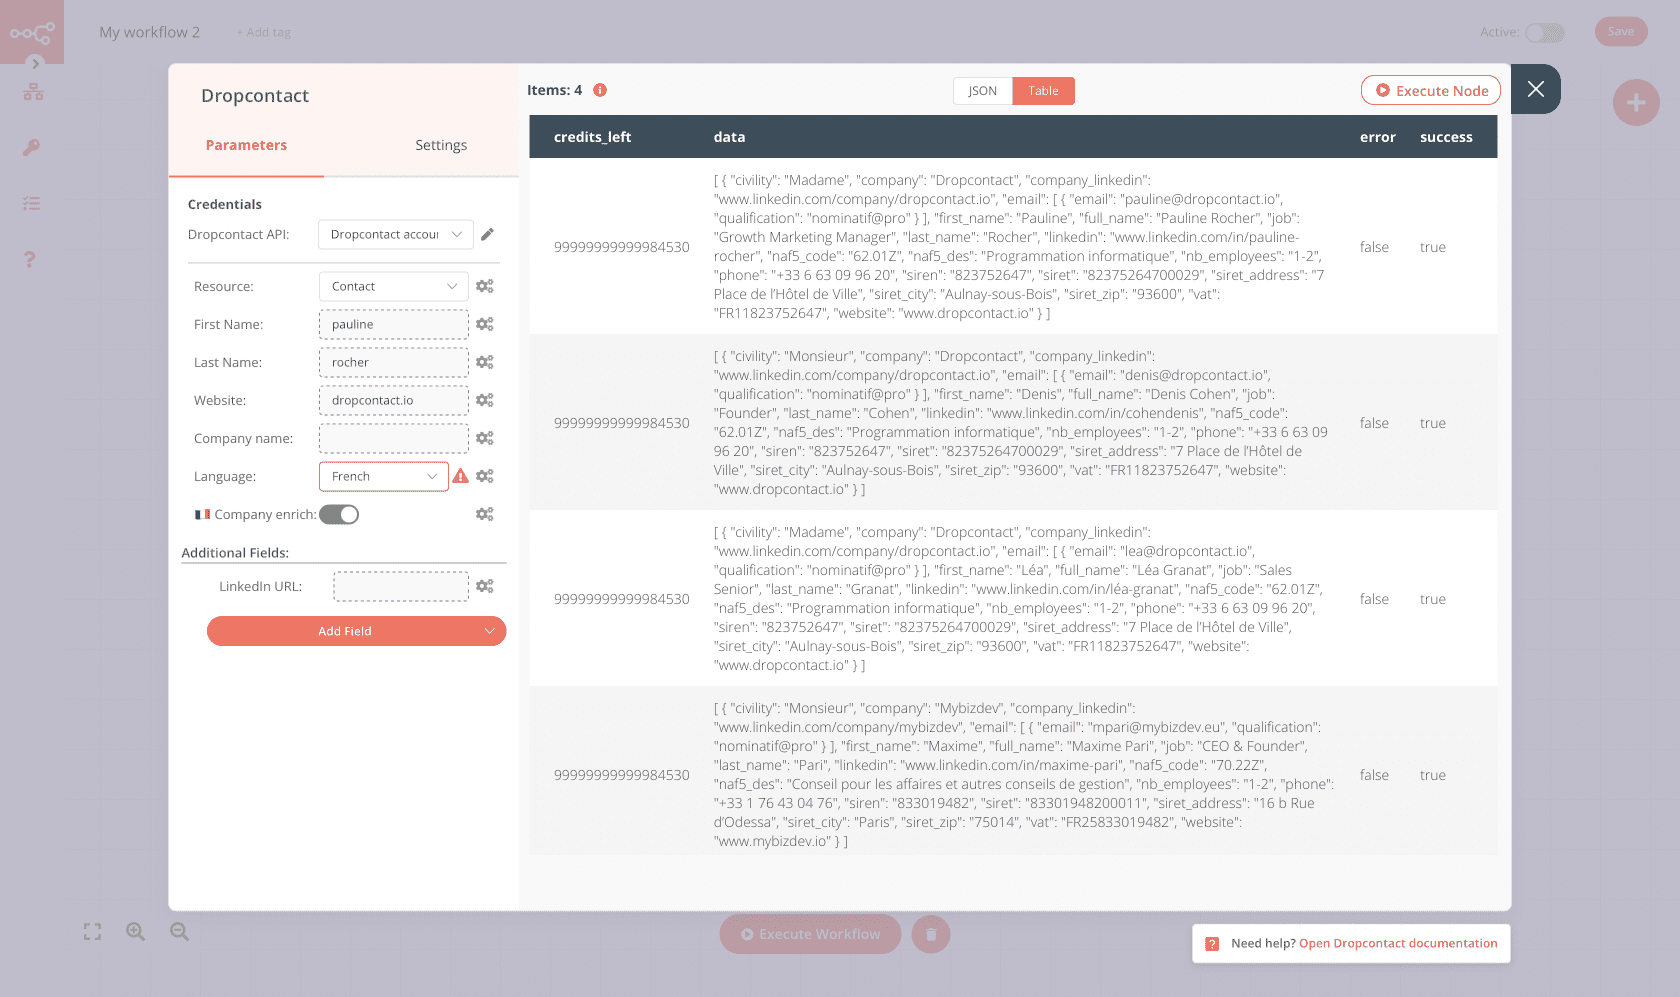 My workflow 2
+ Add tag
Active:
Save
Dropcontact
Parameters
Settings
Credentials
Dropcontact API:
Dropcontact accou
Resource:
Contact
First Name:
pauline
Last Name:
rocher
Website:
dropcontact.io
Company name:
Language:
French
Company enrich:
Additional Fields:
LinkedIn URL:
Add Field
Items: 4
JSON
Table
Execute Node
credits_left
data
error
success
99999999999984530
[ { "civility": "Madame", "company": "Dropcontact", "company_linkedin":
"www.linkedin.com/company/dropcontact.io", "email": [ { "email": "pauline@dropcontact.io",
"qualification": "nominatif@pro" } ], "first_name": "Pauline", "full_name": "Pauline Rocher", "job":
"Growth Marketing Manager", "last_name": "Rocher", "linkedin": "www.linkedin.com/in/pauline-
rocher", "naf5_code": "62.01Z", "naf5_des": "Programmation informatique", "nb_employees": "1-2",
"phone": "+33 6 63 09 96 20", "siren": "823752647", "siret": "82375264700029", "siret_address": "7
Place de l'Hôtel de Ville", "siret_city": "Aulnay-sous-Bois", "siret_zip": "93600", "vat":
"FR11823752647", "website": "www.dropcontact.io" } ]
false
true
99999999999984530
[ { "civility": "Monsieur", "company": "Dropcontact", "company_linkedin":
"www.linkedin.com/company/dropcontact.io", "email": [ { "email": "denis@dropcontact.io",
"qualification": "nominatif@pro" } ], "first_name": "Denis", "full_name": "Denis Cohen", "job":
"Founder", "last_name": "Cohen", "linkedin": "www.linkedin.com/in/cohendenis", "naf5_code":
"62.01Z", "naf5_des": "Programmation informatique", "nb_employees": "1-2", "phone": "+33 6 63 09
96 20", "siren": "823752647", "siret": "82375264700029", "siret_address": "7 Place de l'Hôtel de
Ville", "siret_city": "Aulnay-sous-Bois", "siret_zip": "93600", "vat": "FR11823752647", "website":
"www.dropcontact.io" } ]
false
true
99999999999984530
[ { "civility": "Madame", "company": "Dropcontact", "company_linkedin":
"www.linkedin.com/company/dropcontact.io", "email": [ { "email": "lea@dropcontact.io",
"qualification": "nominatif@pro" } ], "first_name": "Léa", "full_name": "Léa Granat", "job": "Sales
Senior", "last_name": "Granat", "linkedin": "www.linkedin.com/in/léa-granat", "naf5_code": "62.01Z",
"naf5_des": "Programmation informatique", "nb_employees": "1-2", "phone": "+33 6 63 09 96 20",
"siren": "823752647", "siret": "82375264700029", "siret_address": "7 Place de l'Hôtel de Ville",
"siret_city": "Aulnay-sous-Bois", "siret_zip": "93600", "vat": "FR11823752647", "website":
"www.dropcontact.io" } ]
false
true
99999999999984530
[ { "civility": "Monsieur", "company": "Mybizdev", "company_linkedin":
"www.linkedin.com/company/mybizdev", "email": [ { "email": "mpari@mybizdev.eu", "qualification":
"nominatif@pro" } ], "first_name": "Maxime", "full_name": "Maxime Pari", "job": "CEO & Founder",
"last_name": "Pari", "linkedin": "www.linkedin.com/in/maxime-pari", "naf5_code": "70.22Z",
"naf5_des": "Conseil pour les affaires et autres conseils de gestion", "nb_employees": "1-2", "phone":
"+33 1 76 43 04 76", "siren": "833019482", "siret": "83301948200011", "siret_address": "16 b Rue
d'Odessa", "siret_city": "Paris", "siret_zip": "75014", "vat": "FR25833019482", "website":
"www.mybizdev.io" } ]
false
true
Execute Workflow
Need help? Open Dropcontact documentation